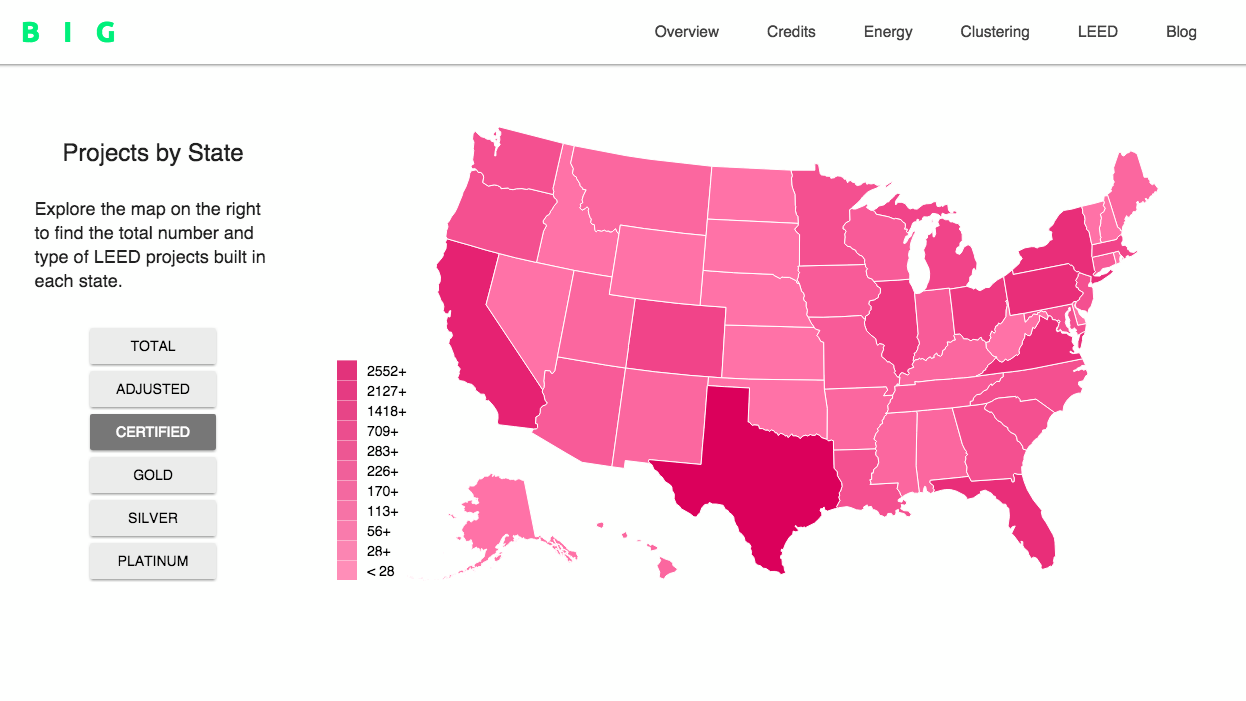 B I G
Overview
Credits
Energy
Clustering
LEED
Blog
Projects by State
Explore the map on the right
to find the total number and
type of LEED projects built in
each state.
TOTAL
ADJUSTED
CERTIFIED
GOLD
SILVER
PLATINUM
2552+
2127+
1418+
709+
283+
226+
170+
113+
56+
28+
< 28